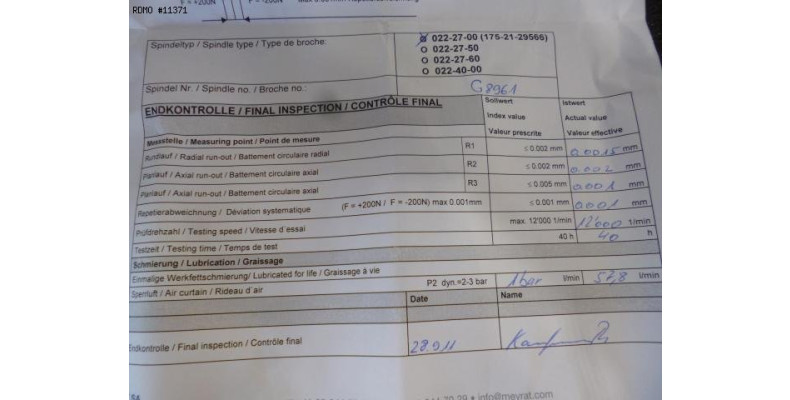 RDMO #11371
F = +200N
F = -200N
Spindeltyp / Spindle type / Type de broche:
022-27-00 (175-21-29565)
022-27-50
022-27-60
022-40-00
Spindel Nr. / Spindle no. / Broche no.: G8961
ENDKONTROLLE / FINAL INSPECTION / CONTRÔLE FINAL
Sollwert Istwert
Index value Actual value
Valeur prescrite Valeur effective
Messstelle / Measuring point / Point de mesure
Rundlauf / Radial run-out / Battement circulaire radial R1 ≤ 0.002 mm 0.0015 mm
Planlauf / Axial run-out / Battement circulaire axial R2 ≤ 0.002 mm 0.002 mm
Planlauf / Axial run-out / Battement circulaire axial R3 ≤ 0.005 mm 0.001 mm
Repetierabweichnung / Déviation systematique (F = +200N / F = -200N) max 0.001mm ≤ 0.001 mm 0.001 mm
Prüfdrehzahl / Testing speed / Vitesse d'essai max. 12'000 1/min 12'000 1/min
Testzeit / Testing time / Temps de test 40 h 40 h
Schmierung / Lubrication / Graissage
Einmalige Werkfettschmierung / Lubricated for life / Graissage à vie
Sperrluft / Air curtain / Rideau d'air P2 dyn.=2-3 bar 1bar l/min 57,8 l/min
Date Name
Endkontrolle / Final inspection / Contrôle final 28.9.11
info@meyrat.com